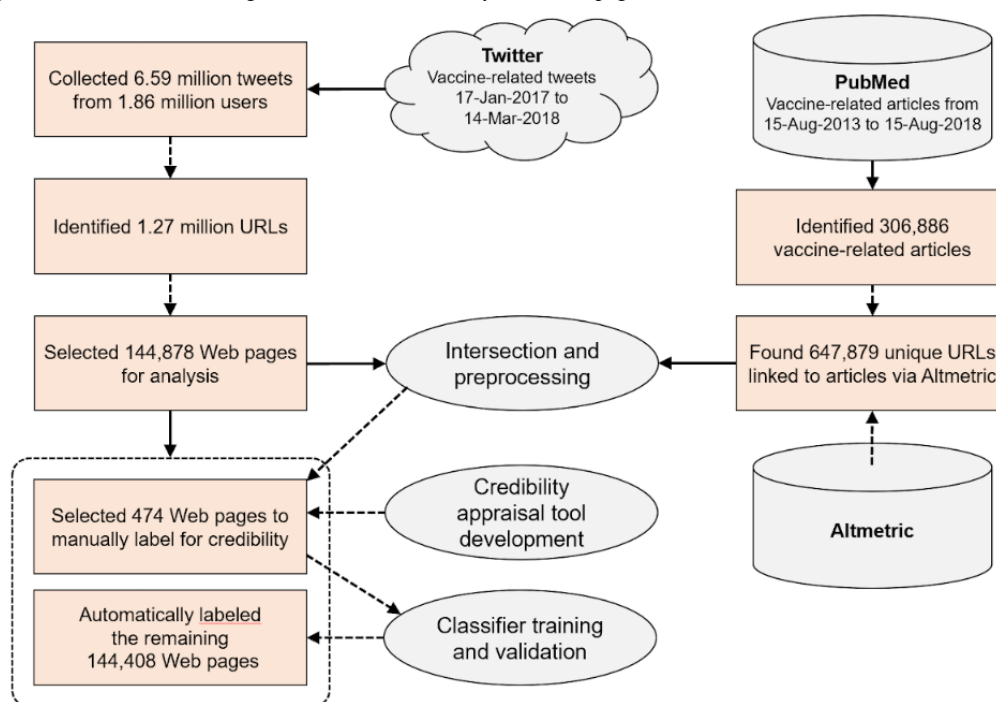 Collected 6.59 million tweets
from 1.86 million users
Twitter
Vaccine-related tweets
17-Jan-2017 to
14-Mar-2018
PubMed
Vaccine-related articles from
15-Aug-2013 to 15-Aug-2018
Identified 1.27 million URLs
Identified 306,886
vaccine-related articles
Selected 144,878 Web pages
for analysis
Intersection and
preprocessing
Found 647,879 unique URLs
linked to articles via Altmetric
Selected 474 Web pages to
manually label for credibility
Credibility
appraisal tool
development
Altmetric
Automatically labeled
the remaining
144,408 Web pages
Classifier training
and validation